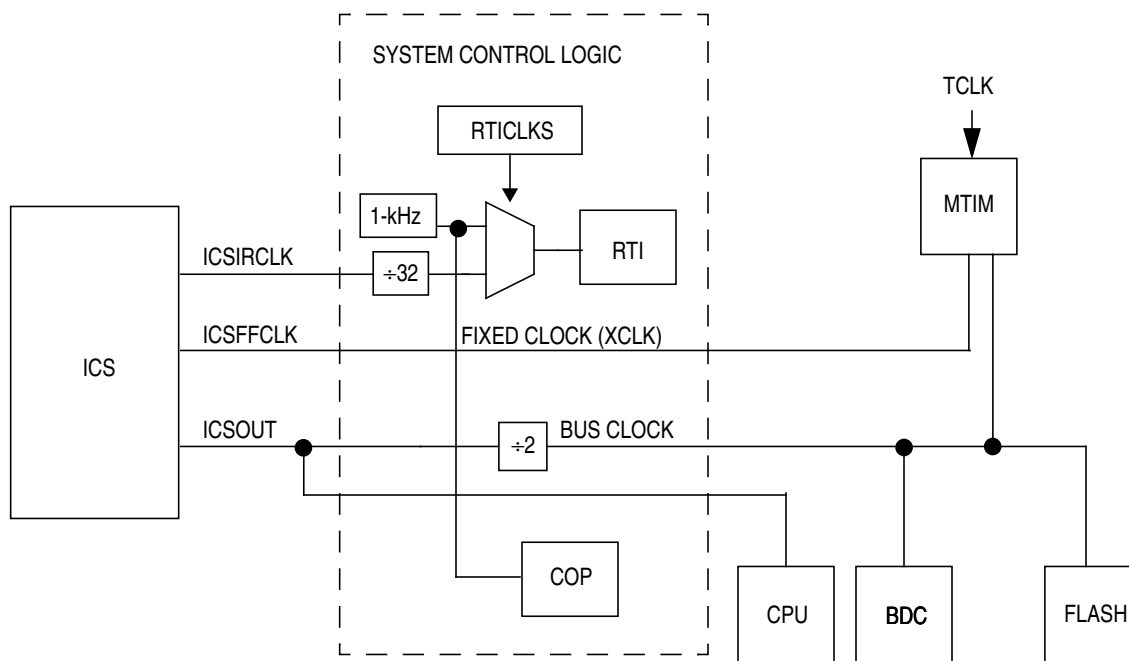 SYSTEM CONTROL LOGIC
TCLK
RTICLKS
MTIM
1-kHz
RTI
ICSIRCLK
÷32
ICSFFCLK
FIXED CLOCK (XCLK)
ICS
ICSOUT
÷2
BUS CLOCK
COP
CPU
BDC
FLASH